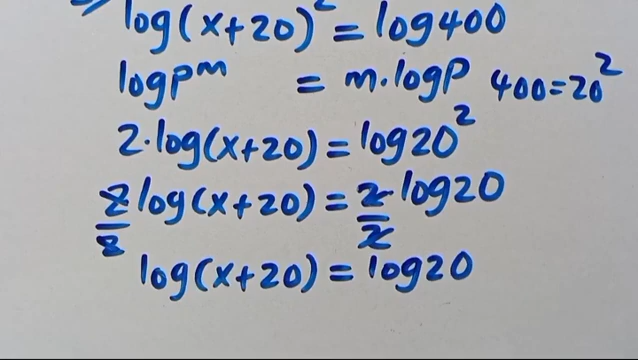 log(x+20)² = log400
logpᵐ = m·logp 400=20²
2·log(x+20) = log20²
2/2 log(x+20) = 2/2 log20
log(x+20) = log20